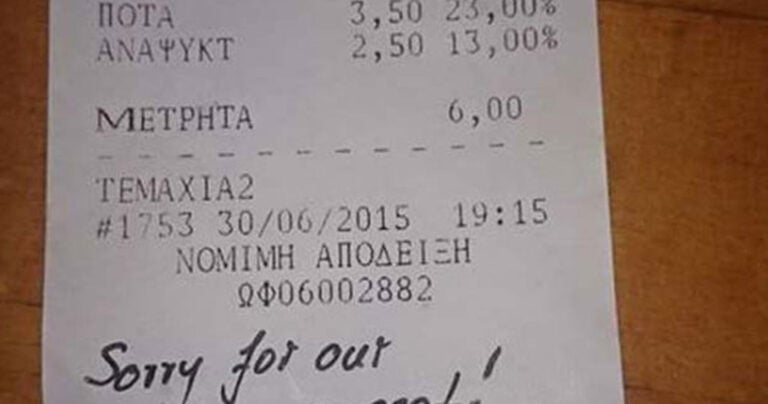 ΠΟΤΑ 3,50 23,00%
ΑΝΑΨΥΚΤ 2,50 13,00%
ΜΕΤΡΗΤΑ 6,00
- - - - - - - - - - - - - -
ΤΕΜΑΧΙΑ2
#1753 30/06/2015 19:15
ΝΟΜΙΜΗ ΑΠΟΔΕΙΞΗ
ΩΦ06002882
Sorry for our